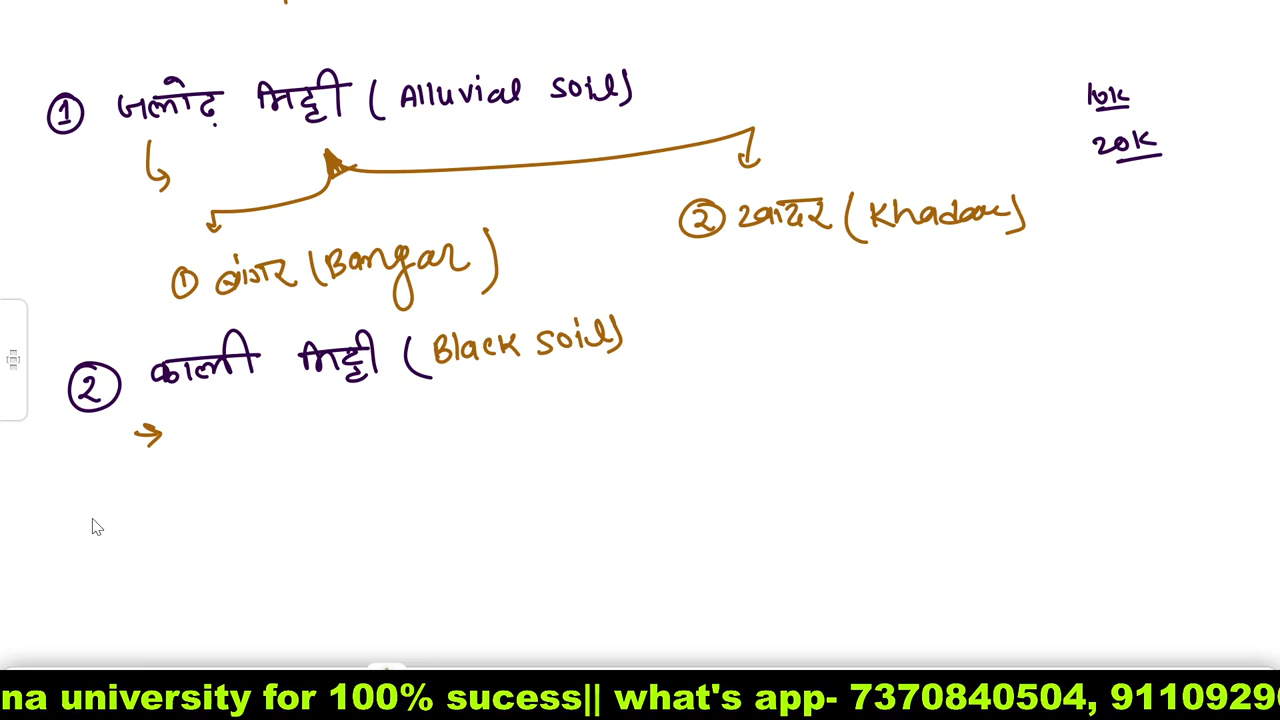 ① जलोढ़ मिट्टी (Alluvial soil)
10K
20K
② खादर (Khadar)
① बांगर (Bangar)
② काली मिट्टी (Black soil)
na university for 100% sucess|| what's app- 7370840504, 9110929